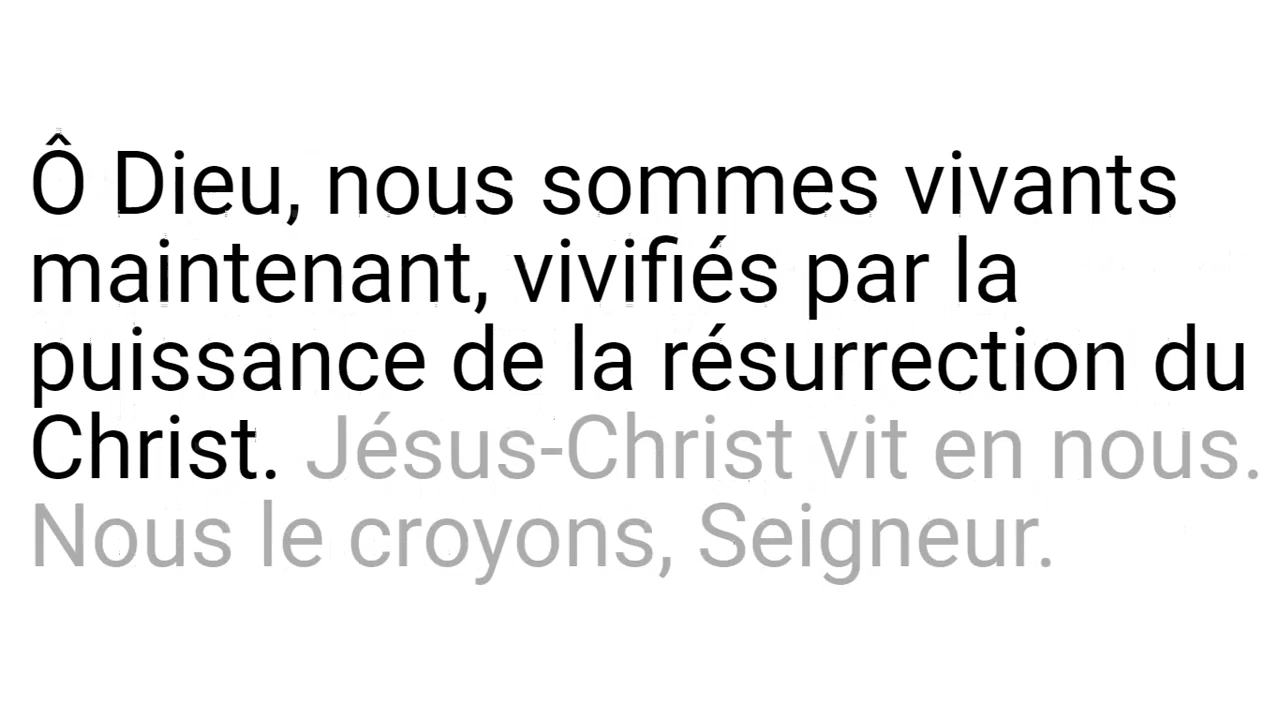 Ô Dieu, nous sommes vivants
maintenant, vivifiés par la
puissance de la résurrection du
Christ. Jésus-Christ vit en nous.
Nous le croyons, Seigneur.